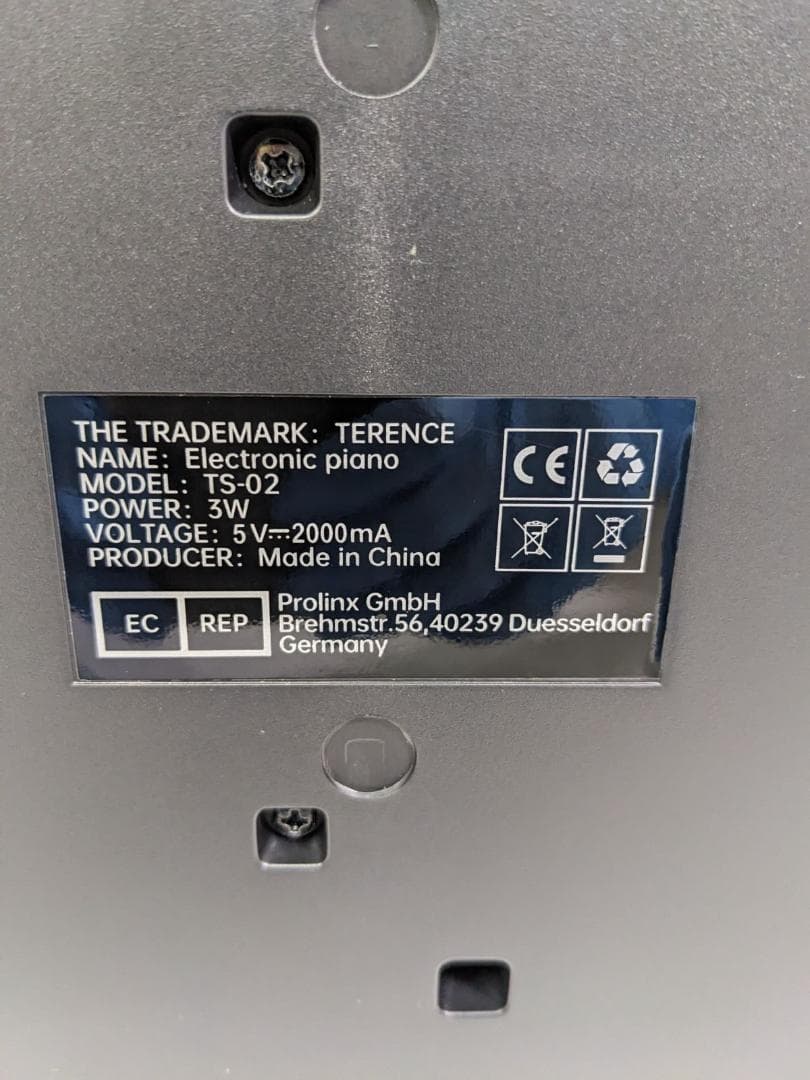 THE TRADEMARK: TERENCE
NAME: Electronic piano
MODEL: TS-02
POWER: 3W
VOLTAGE: 5V⎓2000mA
PRODUCER: Made in China
CE
EC REP
Prolinx GmbH
Brehmstr.56,40239 Duesseldorf
Germany